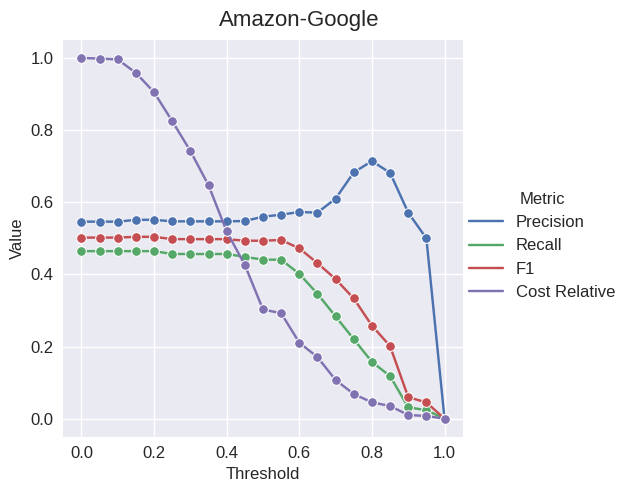 Amazon-Google
1.0
0.8
0.6
0.4
0.2
0.0
Value
0.0 0.2 0.4 0.6 0.8 1.0
Threshold
Metric
Precision
Recall
F1
Cost Relative